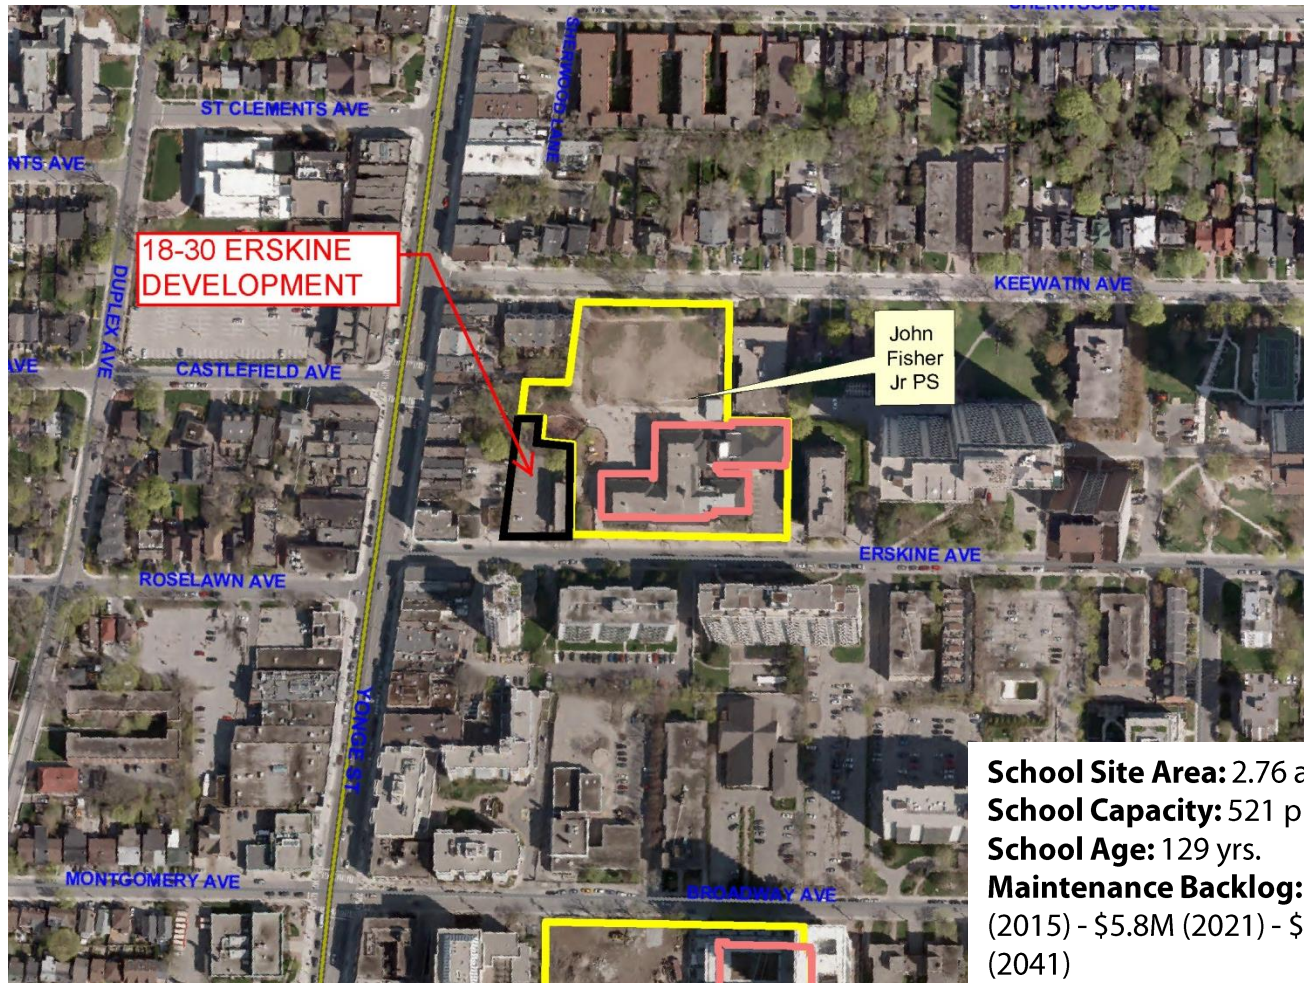 SHERWOOD AVE
SHERWOOD LANE
ST CLEMENTS AVE
NTS AVE
18-30 ERSKINE
DEVELOPMENT
DUPLEX AVE
KEEWATIN AVE
John
Fisher
Jr PS
AVE
CASTLEFIELD AVE
ERSKINE AVE
ROSELAWN AVE
YONGE ST
School Site Area: 2.76 a
School Capacity: 521 p
School Age: 129 yrs.
Maintenance Backlog:
(2015) - $5.8M (2021) - $
(2041)
MONTGOMERY AVE
BROADWAY AVE